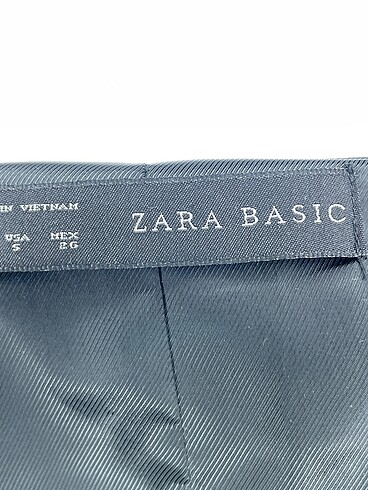 IN VIETNAM
USA MEX
S 26
ZARA BASIC